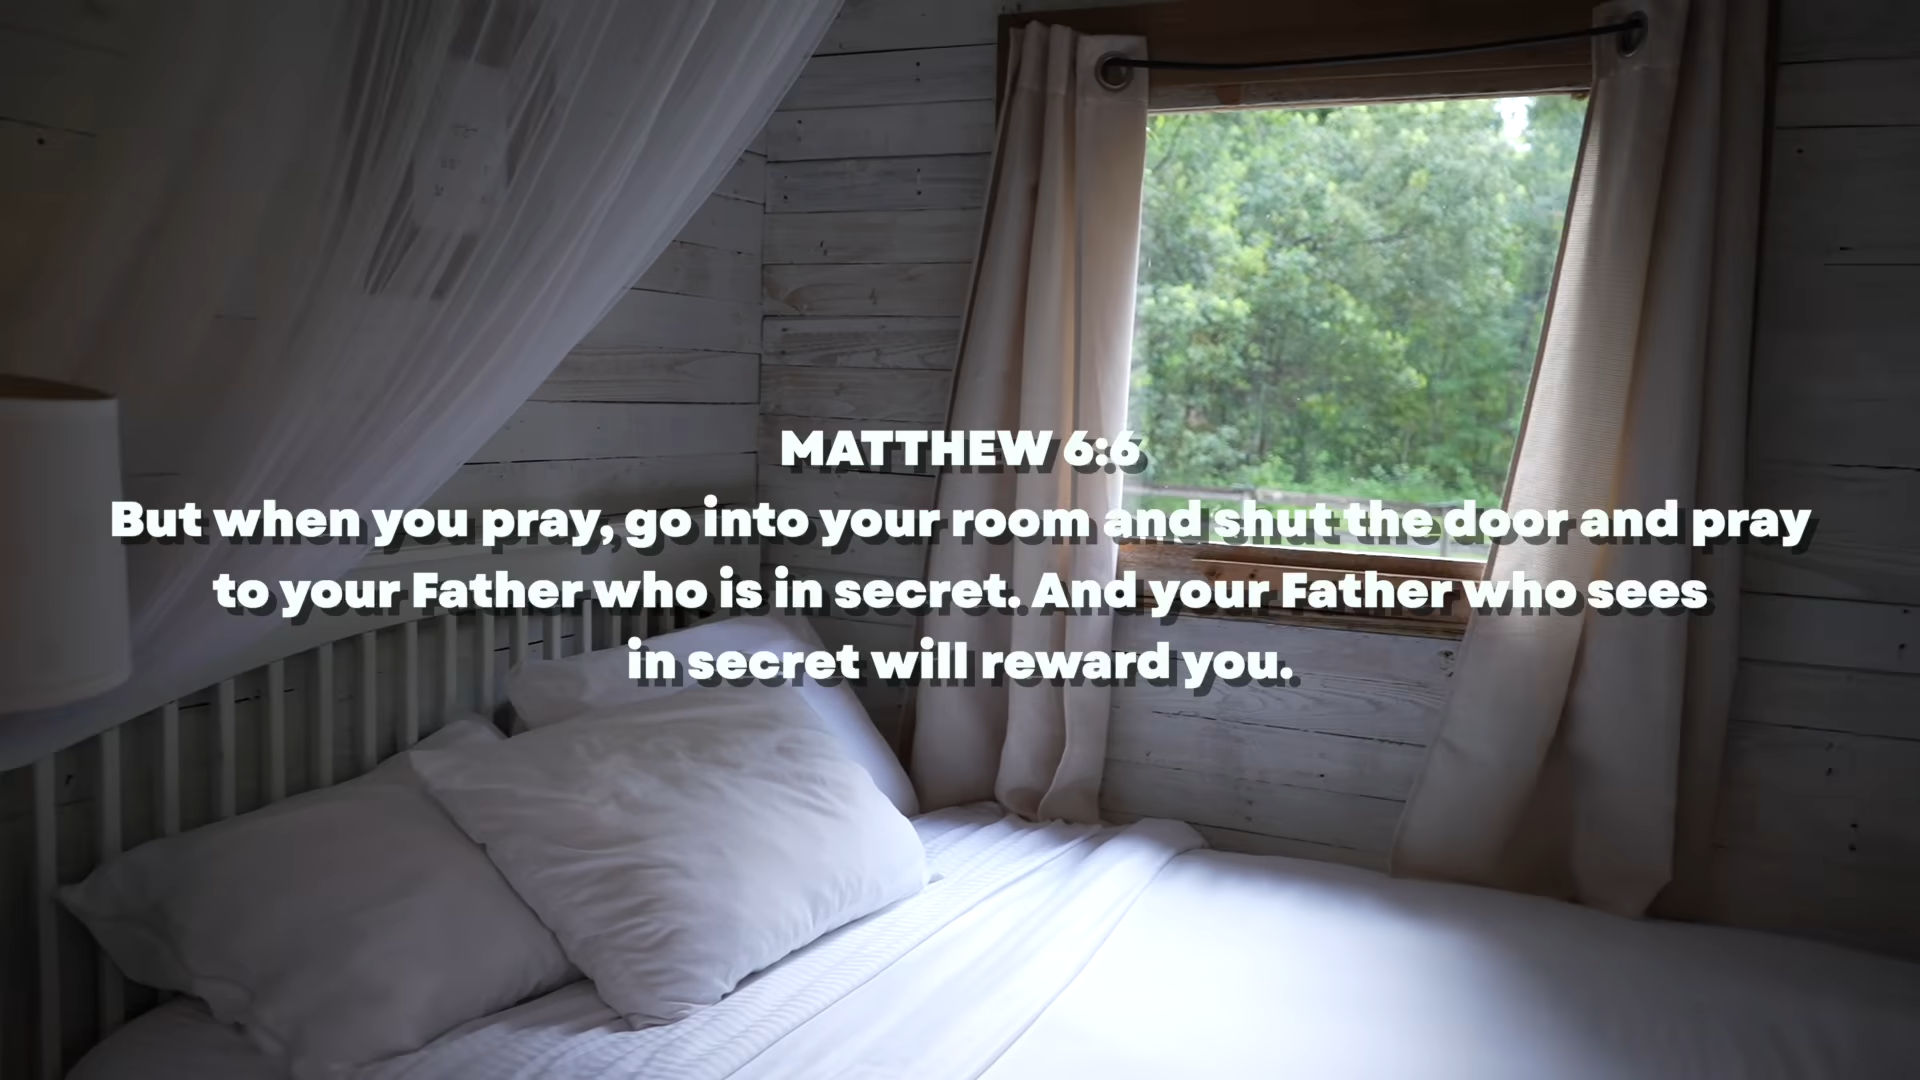 MATTHEW 6:6
But when you pray, go into your room and shut the door and pray
to your Father who is in secret. And your Father who sees
in secret will reward you.